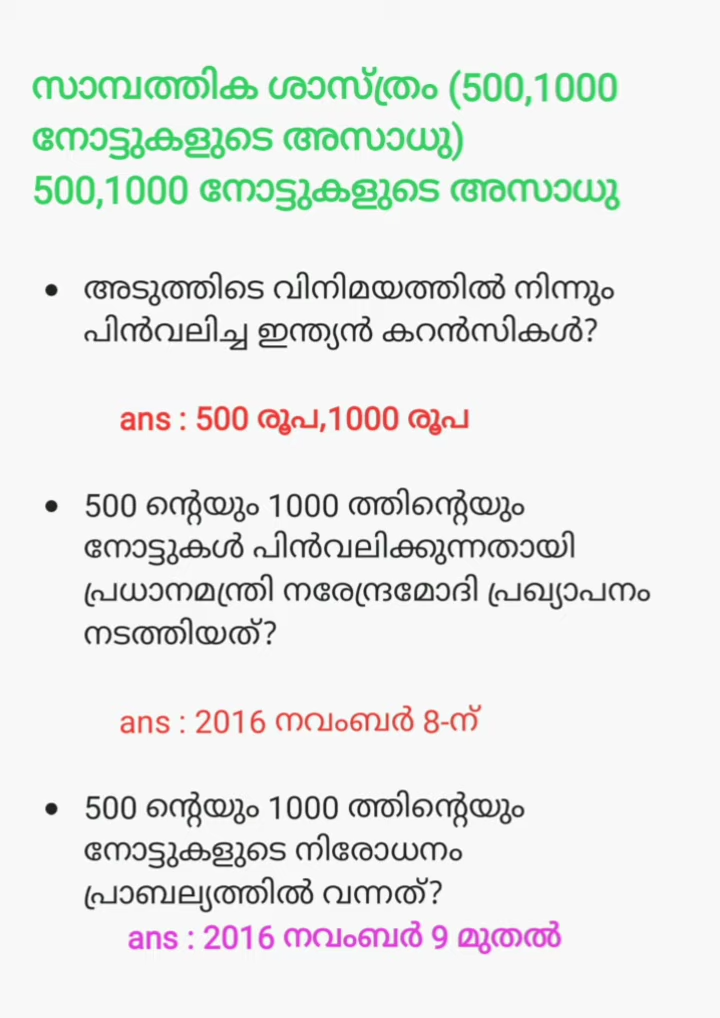 സാമ്പത്തിക ശാസ്ത്രം (500,1000
നോട്ടുകളുടെ അസാധു)
500,1000 നോട്ടുകളുടെ അസാധു
• അടുത്തിടെ വിനിമയത്തിൽ നിന്നും
പിൻവലിച്ച ഇന്ത്യൻ കറൻസികൾ?
ans : 500 രൂപ,1000 രൂപ
• 500 ന്റെയും 1000 ത്തിന്റെയും
നോട്ടുകൾ പിൻവലിക്കുന്നതായി
പ്രധാനമന്ത്രി നരേന്ദ്രമോദി പ്രഖ്യാപനം
നടത്തിയത്?
ans : 2016 നവംബർ 8-ന്
• 500 ന്റെയും 1000 ത്തിന്റെയും
നോട്ടുകളുടെ നിരോധനം
പ്രാബല്യത്തിൽ വന്നത്?
ans : 2016 നവംബർ 9 മുതൽ